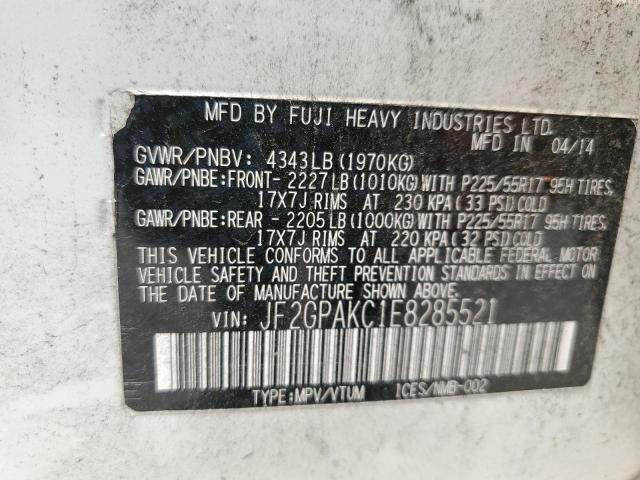 MFD BY FUJI HEAVY INDUSTRIES LTD.
MFD IN 04/14
GVWR/PNBV: 4343LB(1970KG)
GAWR/PNBE:FRONT- 2227LB(1010KG)WITH P225/55R17 95H TIRES,
17X7J RIMS AT 230 KPA(33 PSI)COLD
GAWR/PNBE:REAR - 2205LB(1000KG)WITH P225/55R17 95H TIRES,
17X7J RIMS AT 220 KPA(32 PSI)COLD
THIS VEHICLE CONFORMS TO ALL APPLICABLE FEDERAL MOTOR
VEHICLE SAFETY AND THEFT PREVENTION STANDARDS IN EFFECT ON
THE DATE OF MANUFACTURE SHOWN ABOVE.
VIN: JF2GPAKC1E8285521
TYPE:MPV/VTUM ICES/NMB-002